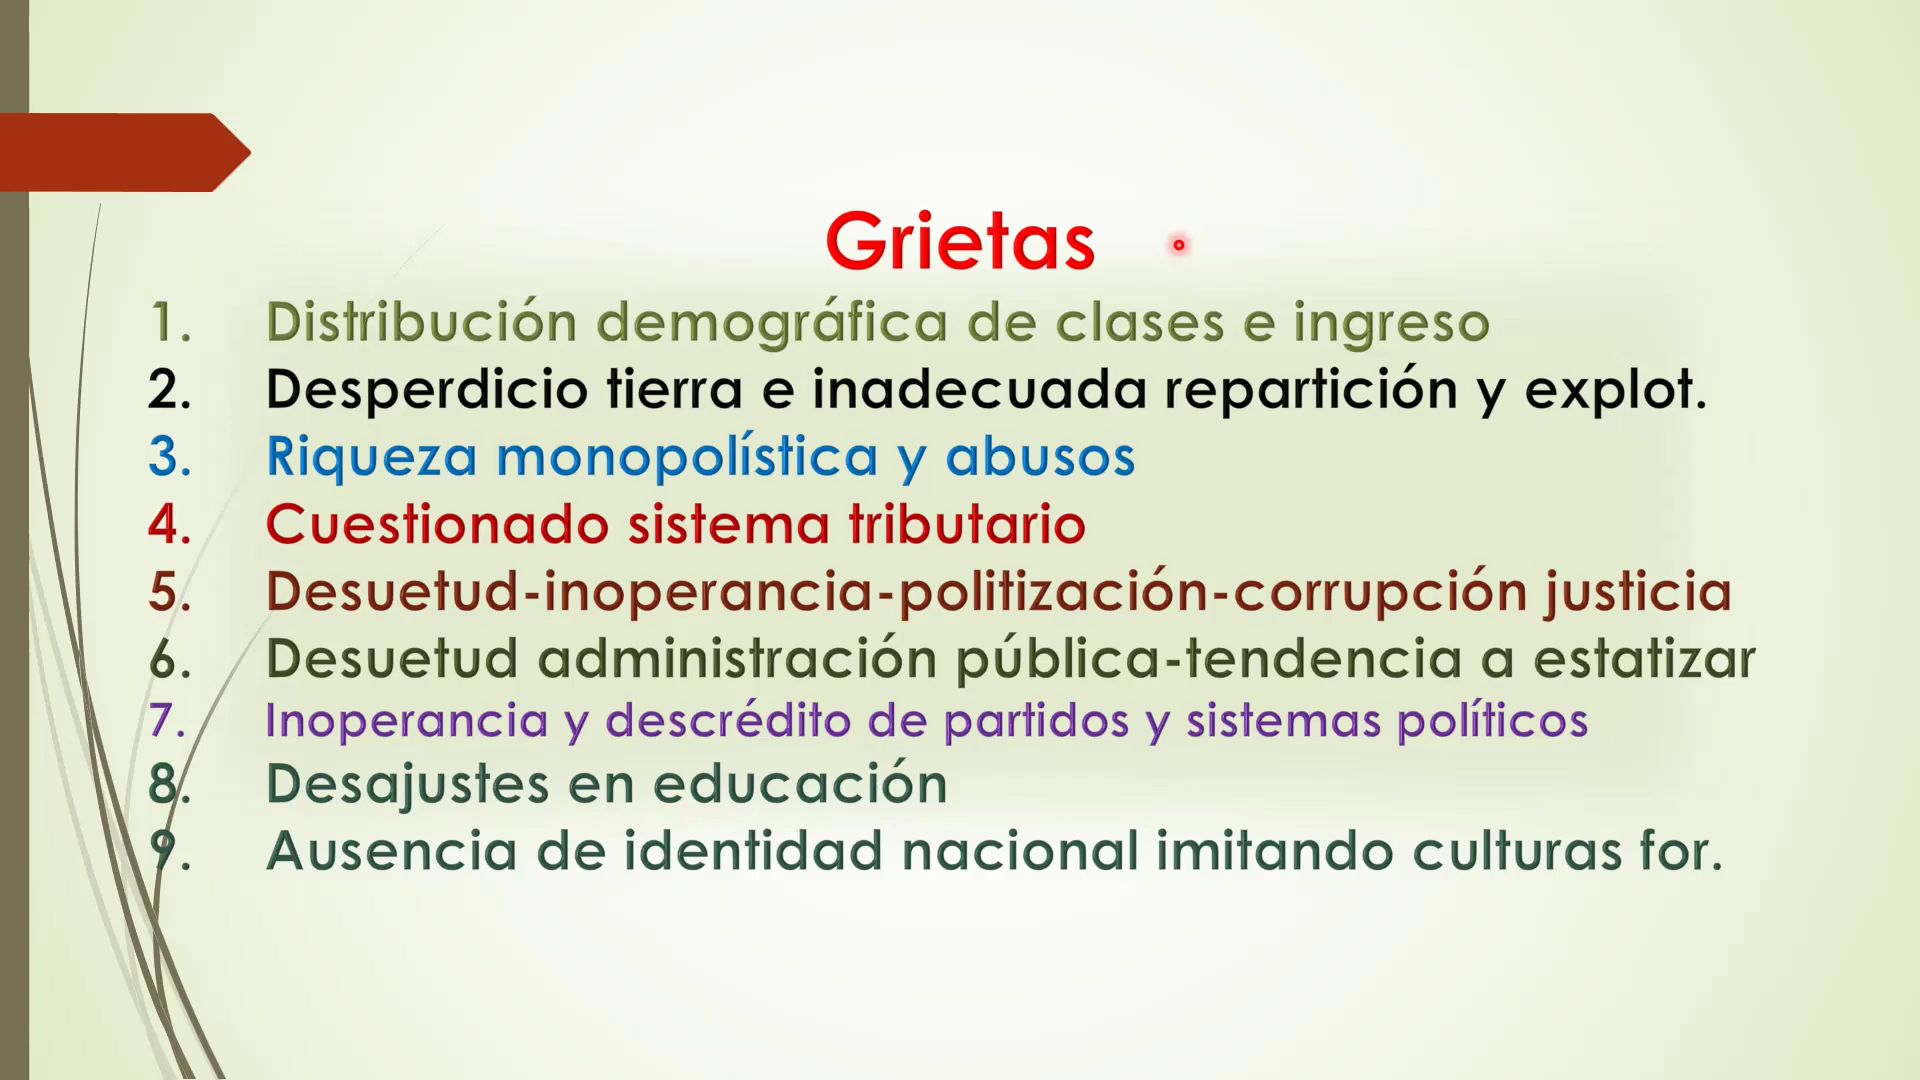 Grietas
1. Distribución demográfica de clases e ingreso
2. Desperdicio tierra e inadecuada repartición y explot.
3. Riqueza monopolística y abusos
4. Cuestionado sistema tributario
5. Desuetud-inoperancia-politización-corrupción justicia
6. Desuetud administración pública-tendencia a estatizar
7. Inoperancia y descrédito de partidos y sistemas políticos
8. Desajustes en educación
9. Ausencia de identidad nacional imitando culturas for.